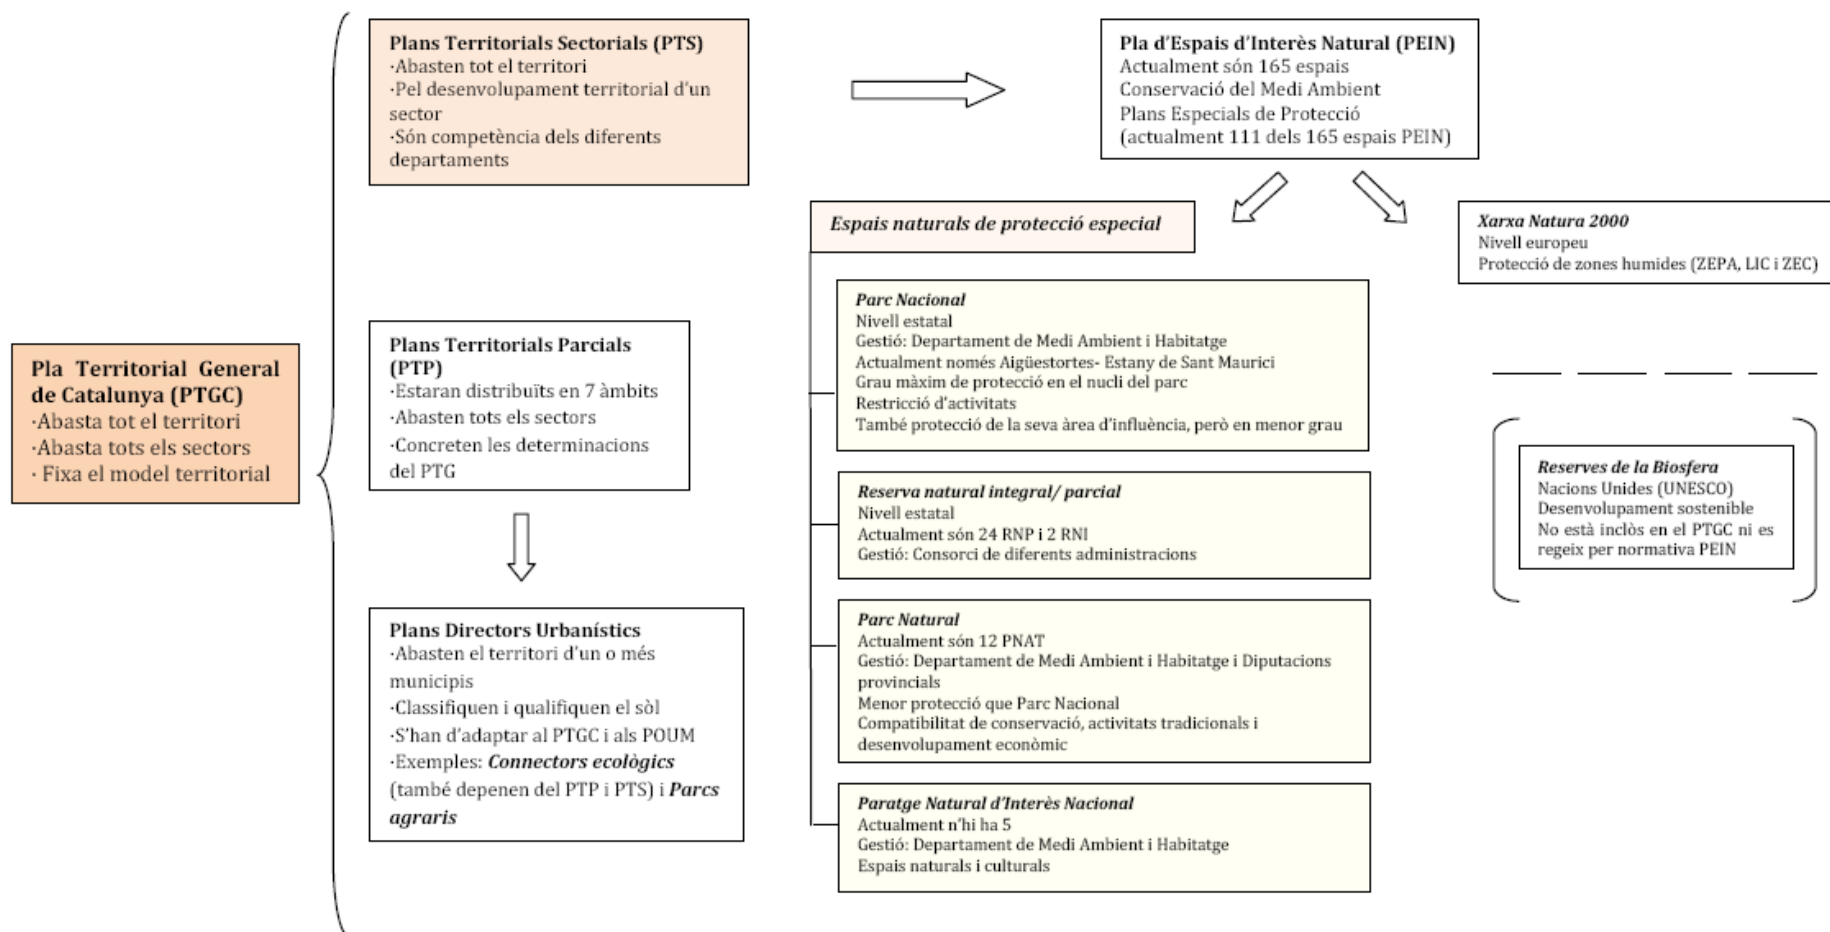 Pla Territorial General
de Catalunya (PTGC)
·Abasta tot el territori
·Abasta tots els sectors
· Fixa el model territorial
Plans Territorials Sectorials (PTS)
·Abasten tot el territori
·Pel desenvolupament territorial d'un
sector
·Són competència dels diferents
departaments
Plans Territorials Parcials
(PTP)
·Estaran distribuïts en 7 àmbits
·Abasten tots els sectors
·Concreten les determinacions
del PTG
Plans Directors Urbanístics
·Abasten el territori d'un o més
municipis
·Classifiquen i qualifiquen el sòl
·S'han d'adaptar al PTGC i als POUM
·Exemples: Connectors ecològics
(també depenen del PTP i PTS) i Parcs
agraris
Pla d'Espais d'Interès Natural (PEIN)
Actualment són 165 espais
Conservació del Medi Ambient
Plans Especials de Protecció
(actualment 111 dels 165 espais PEIN)
Espais naturals de protecció especial
Parc Nacional
Nivell estatal
Gestió: Departament de Medi Ambient i Habitatge
Actualment només Aigüestortes- Estany de Sant Maurici
Grau màxim de protecció en el nucli del parc
Restricció d'activitats
També protecció de la seva àrea d'influència, però en menor grau
Reserva natural integral/ parcial
Nivell estatal
Actualment són 24 RNP i 2 RNI
Gestió: Consorci de diferents administracions
Parc Natural
Actualment són 12 PNAT
Gestió: Departament de Medi Ambient i Habitatge i Diputacions
provincials
Menor protecció que Parc Nacional
Compatibilitat de conservació, activitats tradicionals i
desenvolupament econòmic
Paratge Natural d'Interès Nacional
Actualment n'hi ha 5
Gestió: Departament de Medi Ambient i Habitatge
Espais naturals i culturals
Xarxa Natura 2000
Nivell europeu
Protecció de zones humides (ZEPA, LIC i ZEC)
Reserves de la Biosfera
Nacions Unides (UNESCO)
Desenvolupament sostenible
No està inclòs en el PTGC ni es
regeix per normativa PEIN